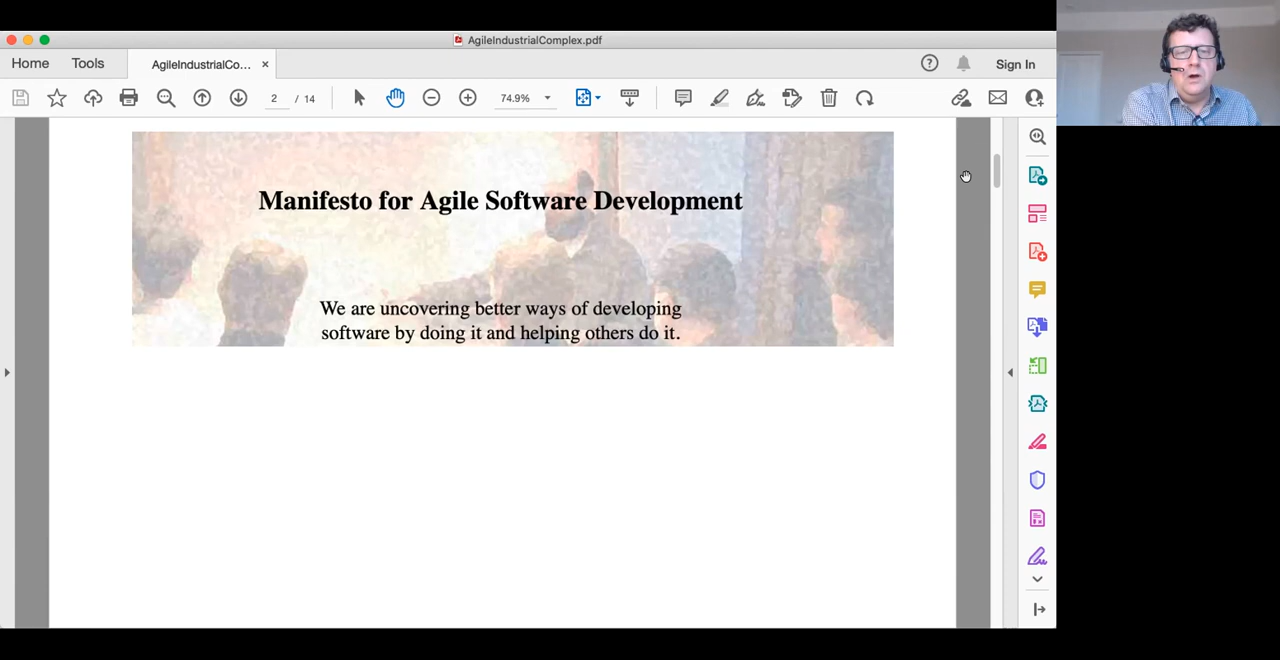 AgileIndustrialComplex.pdf
Home Tools AgileIndustrialCo... × Sign In
2 / 14 74.9%
Manifesto for Agile Software Development
We are uncovering better ways of developing
software by doing it and helping others do it.